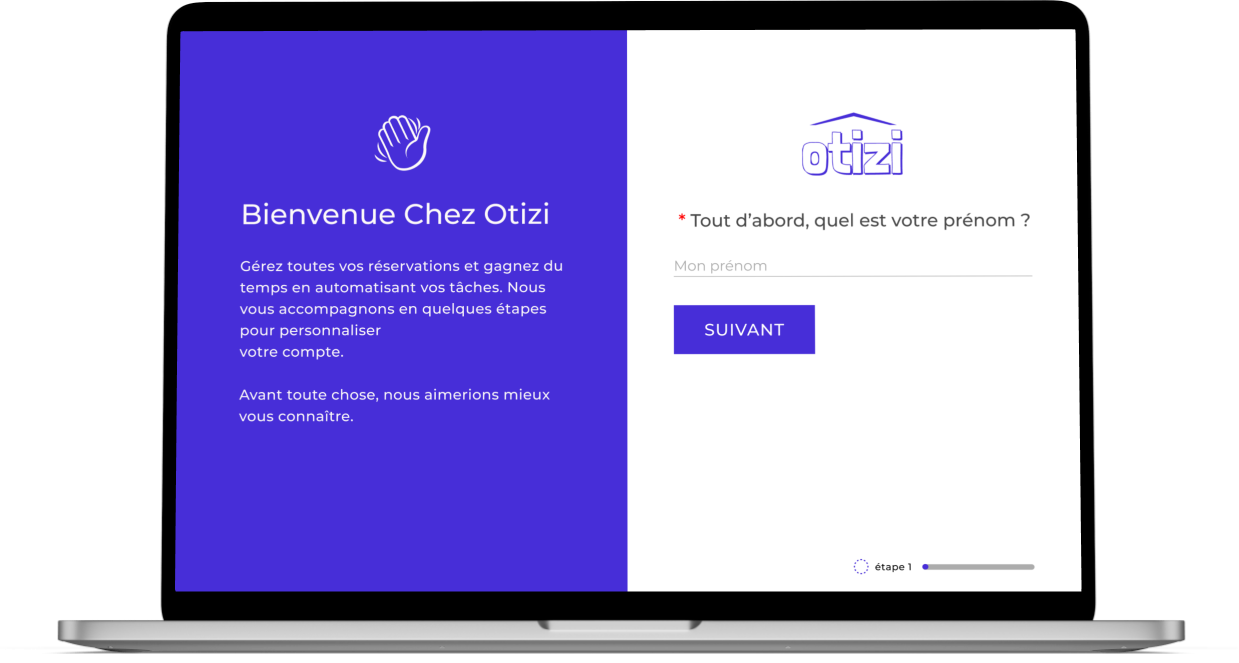 Bienvenue Chez Otizi
Gérez toutes vos réservations et gagnez du
temps en automatisant vos tâches. Nous
vous accompagnons en quelques étapes
pour personnaliser
votre compte.
Avant toute chose, nous aimerions mieux
vous connaître.
otizi
* Tout d’abord, quel est votre prénom ?
Mon prénom
SUIVANT
étape 1